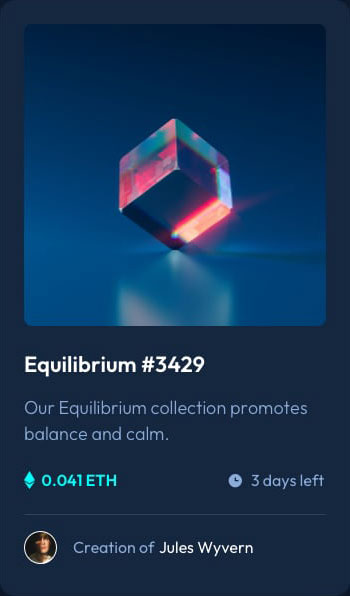 Equilibrium #3429
Our Equilibrium collection promotes
balance and calm.
0.041 ETH
3 days left
Creation of Jules Wyvern